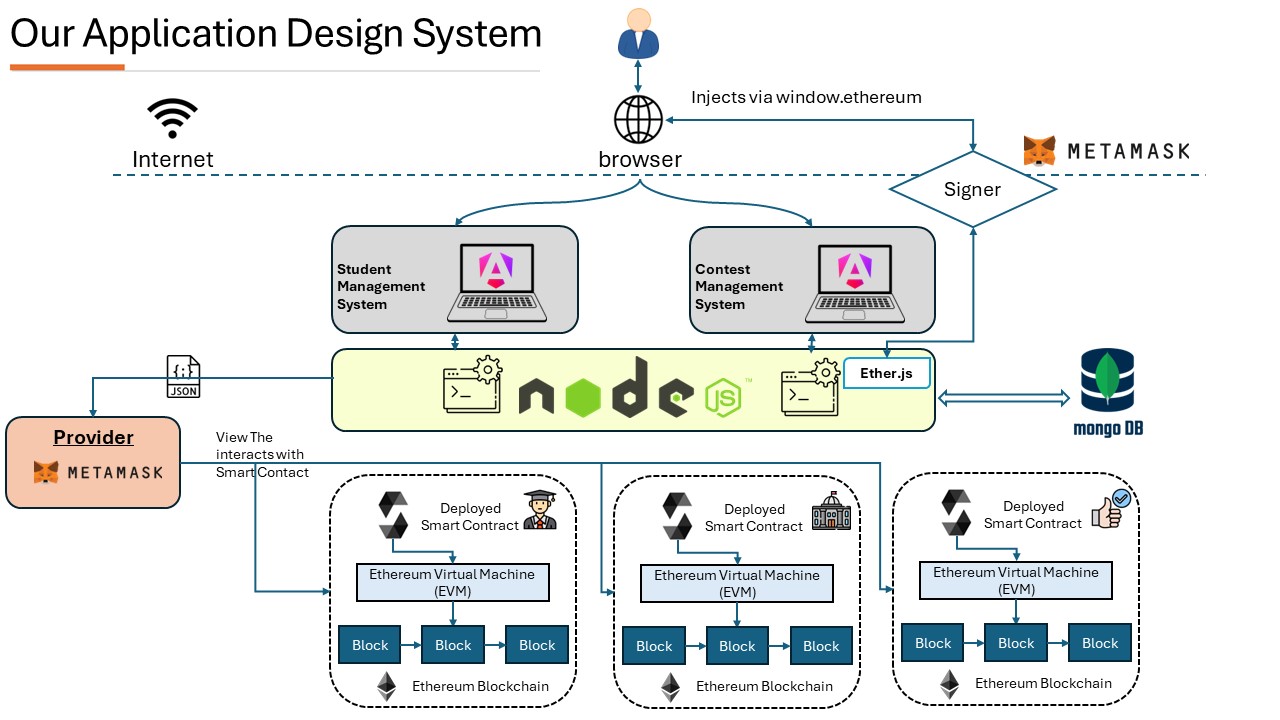 Our Application Design System
Injects via window.ethereum
Internet
browser
METAMASK
Signer
Student
Management
System
Contest
Management
System
{;}
JSON
>_
node
JS
™
>_
Ether.js
mongo DB
Provider
METAMASK
View The
interacts with
Smart Contact
Deployed
Smart Contract
Ethereum Virtual Machine
(EVM)
Block
Block
Block
Ethereum Blockchain
Deployed
Smart Contract
Ethereum Virtual Machine
(EVM)
Block
Block
Block
Ethereum Blockchain
Deployed
Smart Contract
Ethereum Virtual Machine
(EVM)
Block
Block
Block
Ethereum Blockchain